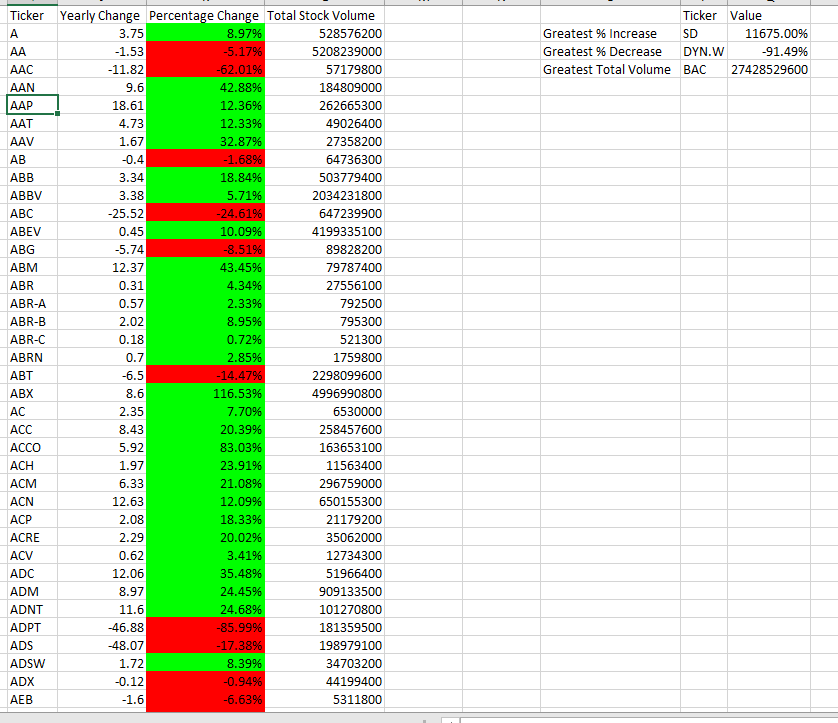 Ticker Yearly Change Percentage Change Total Stock Volume Ticker Value
A 3.75 8.97% 528576200 Greatest % Increase SD 11675.00%
AA -1.53 -5.17% 5208239000 Greatest % Decrease DYN.W -91.49%
AAC -11.82 -62.01% 57179800 Greatest Total Volume BAC 27428529600
AAN 9.6 42.88% 184809000
AAP 18.61 12.36% 262665300
AAT 4.73 12.33% 49026400
AAV 1.67 32.87% 27358200
AB -0.4 -1.68% 64736300
ABB 3.34 18.84% 503779400
ABBV 3.38 5.71% 2034231800
ABC -25.52 -24.61% 647239900
ABEV 0.45 10.09% 4199335100
ABG -5.74 -8.51% 89828200
ABM 12.37 43.45% 79787400
ABR 0.31 4.34% 27556100
ABR-A 0.57 2.33% 792500
ABR-B 2.02 8.95% 795300
ABR-C 0.18 0.72% 521300
ABRN 0.7 2.85% 1759800
ABT -6.5 -14.47% 2298099600
ABX 8.6 116.53% 4996990800
AC 2.35 7.70% 6530000
ACC 8.43 20.39% 258457600
ACCO 5.92 83.03% 163653100
ACH 1.97 23.91% 11563400
ACM 6.33 21.08% 296759000
ACN 12.63 12.09% 650155300
ACP 2.08 18.33% 21179200
ACRE 2.29 20.02% 35062000
ACV 0.62 3.41% 12734300
ADC 12.06 35.48% 51966400
ADM 8.97 24.45% 909133500
ADNT 11.6 24.68% 101270800
ADPT -46.88 -85.99% 181359500
ADS -48.07 -17.38% 198979100
ADSW 1.72 8.39% 34703200
ADX -0.12 -0.94% 44199400
AEB -1.6 -6.63% 5311800